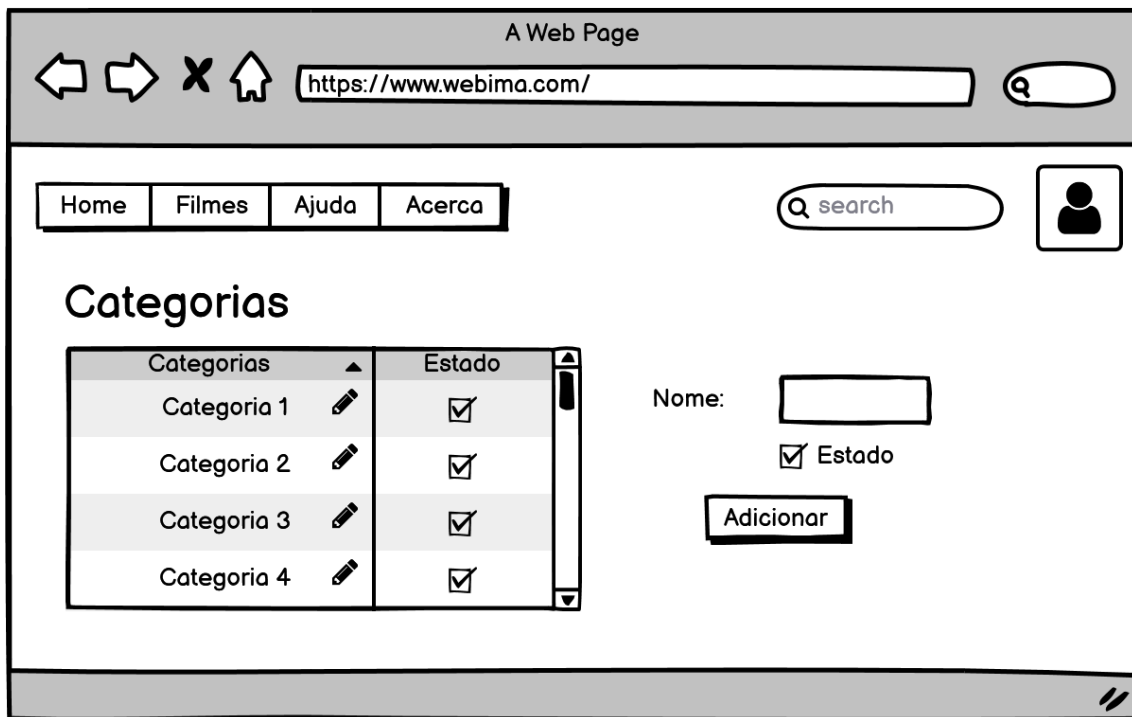 A Web Page
https://www.webima.com/
Home Filmes Ajuda Acerca
search
Categorias
Categorias Estado
Categoria 1
Categoria 2
Categoria 3
Categoria 4
Nome:
Estado
Adicionar